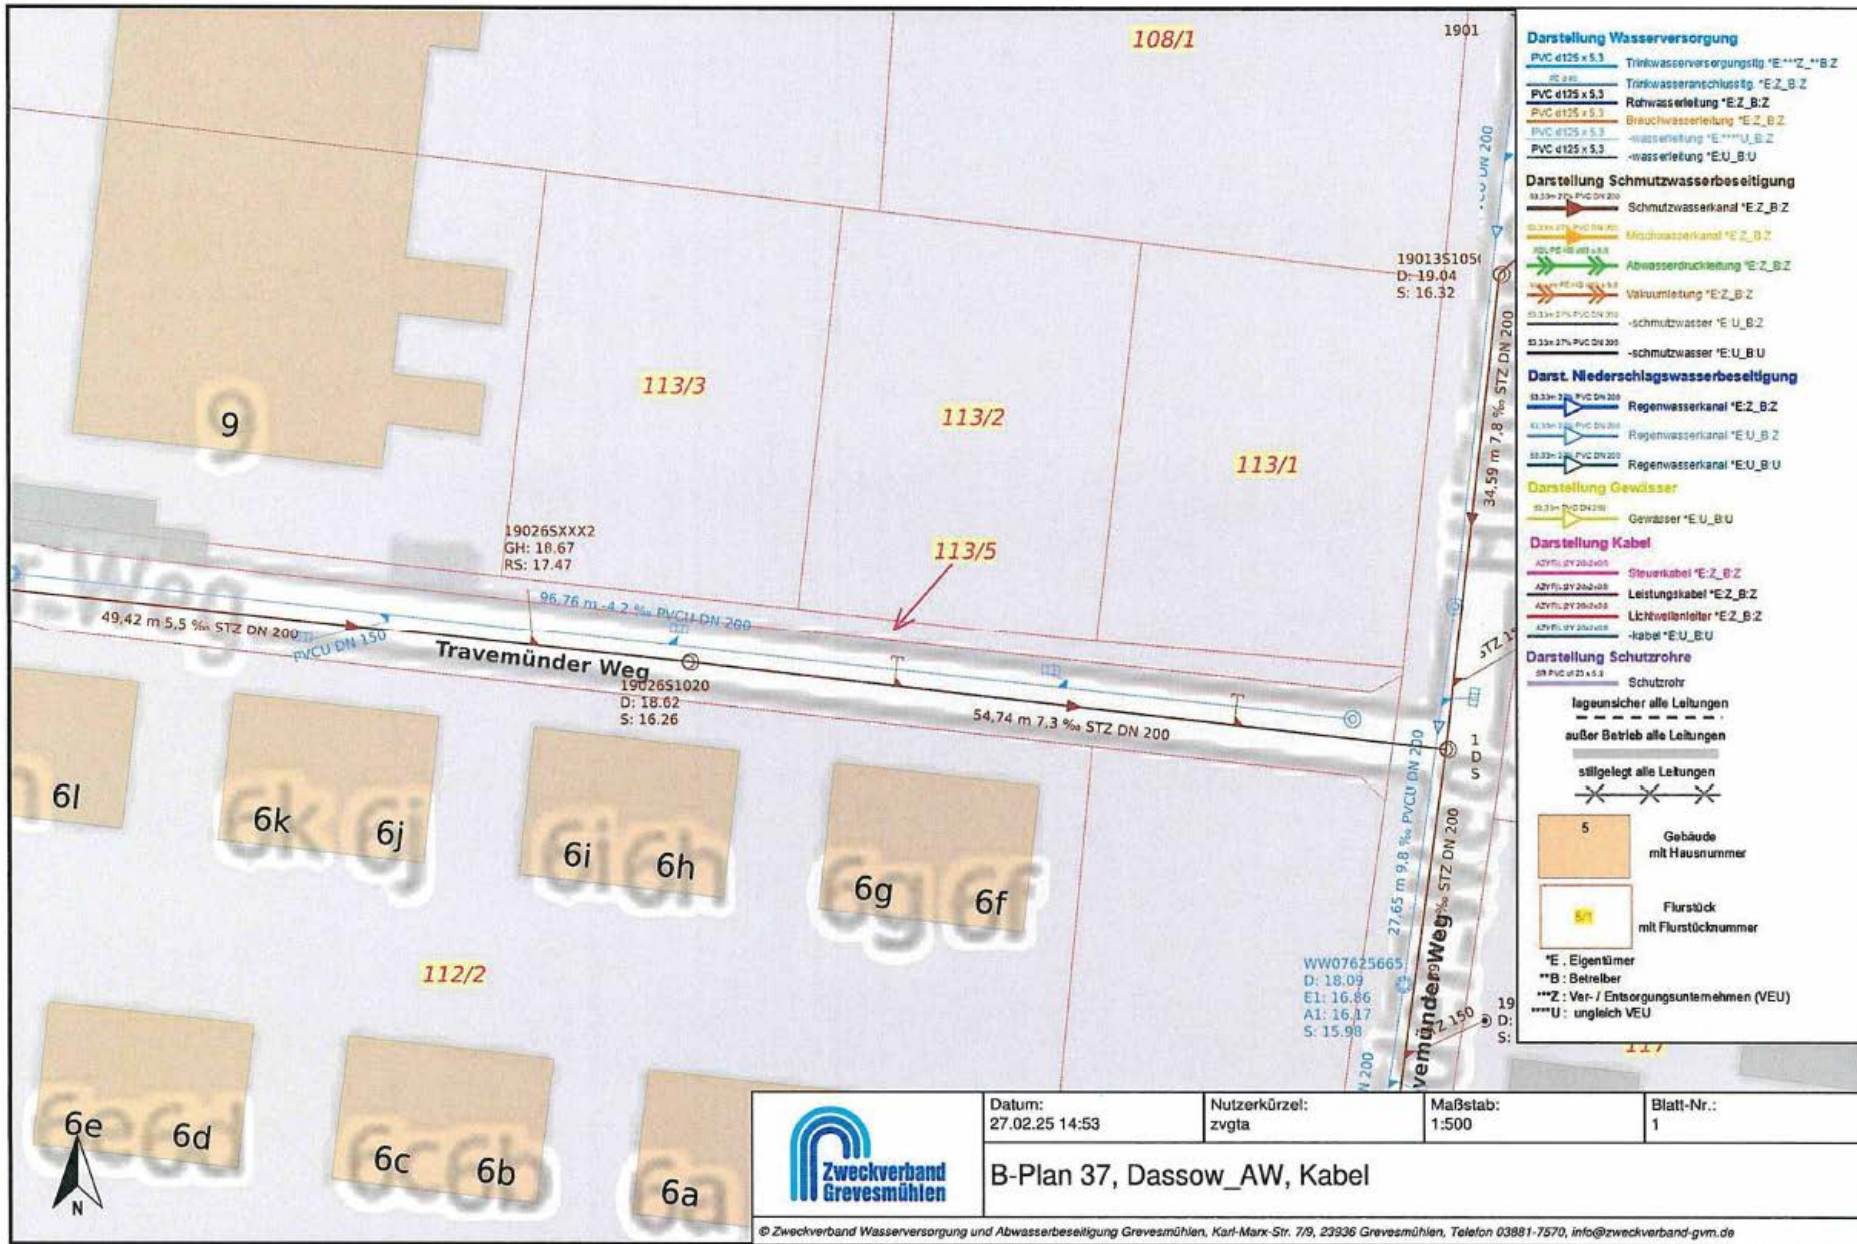 108/1
1901
113/3
113/2
113/1
113/5
112/2
117
9
19013S105
D: 19.04
S: 16.32
34,59 m 7,8 ‰ STZ DN 200
19026SXXX2
GH: 18.67
RS: 17.47
96.76 m -4.2 ‰ PVCU DN 200
49,42 m 5,5 ‰ STZ DN 200
PVCU DN 150
Travemünder Weg
19026S1020
D: 18.62
S: 16.26
54,74 m 7,3 ‰ STZ DN 200
1
D
S
27,65 m 9,8 ‰ PVCU DN 200
‰ STZ DN 200
6l
6k
6j
6i
6h
6g
6f
6e
6d
6c
6b
6a
WW07625665
D: 18.09
E1: 16.86
A1: 16.17
S: 15.98
vemünder Weg
19
D:
S:
N 200
N
Darstellung Wasserversorgung
PVC d125 x 5,3 Trinkwasserversorgungsltg. *E:***Z_**B:Z
Trinkwasseranschlussltg. *E:Z_B:Z
PVC d125 x 5,3 Rohwasserleitung *E:Z_B:Z
PVC d125 x 5,3 Brauchwasserleitung *E:Z_B:Z
PVC d125 x 5,3 -wasserleitung *E:****U_B:Z
PVC d125 x 5,3 -wasserleitung *E:U_B:U
Darstellung Schmutzwasserbeseitigung
Schmutzwasserkanal *E:Z_B:Z
Mischwasserkanal *E:Z_B:Z
Abwasserdruckleitung *E:Z_B:Z
Vakuumleitung *E:Z_B:Z
-schmutzwasser *E:U_B:Z
-schmutzwasser *E:U_B:U
Darst. Niederschlagswasserbeseitigung
Regenwasserkanal *E:Z_B:Z
Regenwasserkanal *E:U_B:Z
Regenwasserkanal *E:U_B:U
Darstellung Gewässer
Gewässer *E:U_B:U
Darstellung Kabel
Steuerkabel *E:Z_B:Z
Leistungskabel *E:Z_B:Z
Lichtwellenleiter *E:Z_B:Z
-kabel *E:U_B:U
Darstellung Schutzrohre
Schutzrohr
lageunsicher alle Leitungen
außer Betrieb alle Leitungen
stillgelegt alle Leitungen
5
Gebäude
mit Hausnummer
5/1
Flurstück
mit Flurstücknummer
*E . Eigentümer
**B : Betreiber
***Z : Ver- / Entsorgungsunternehmen (VEU)
****U : ungleich VEU
Zweckverband
Grevesmühlen
Datum:
27.02.25 14:53
Nutzerkürzel:
zvgta
Maßstab:
1:500
Blatt-Nr.:
1
B-Plan 37, Dassow_AW, Kabel
© Zweckverband Wasserversorgung und Abwasserbeseitigung Grevesmühlen, Karl-Marx-Str. 7/9, 23936 Grevesmühlen, Telefon 03881-7570, info@zweckverband-gvm.de